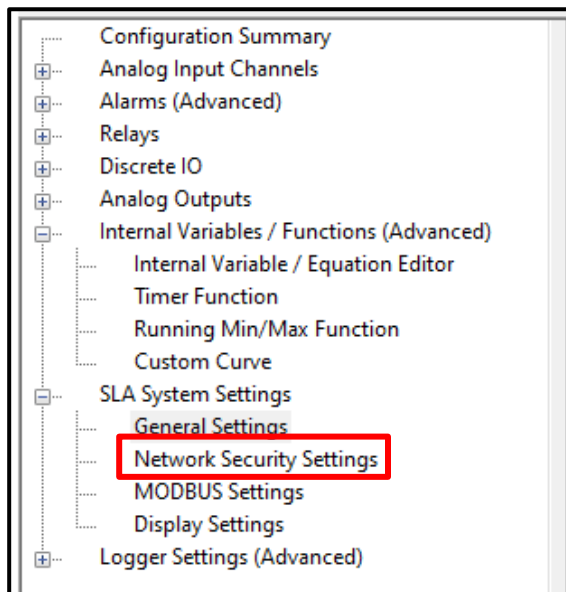 Configuration Summary
Analog Input Channels
Alarms (Advanced)
Relays
Discrete IO
Analog Outputs
Internal Variables / Functions (Advanced)
Internal Variable / Equation Editor
Timer Function
Running Min/Max Function
Custom Curve
SLA System Settings
General Settings
Network Security Settings
MODBUS Settings
Display Settings
Logger Settings (Advanced)